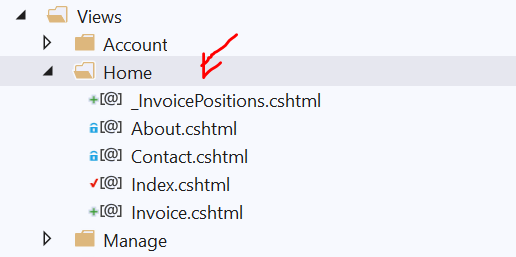 Views
Account
Home
[@] _InvoicePositions.cshtml
[@] About.cshtml
[@] Contact.cshtml
[@] Index.cshtml
[@] Invoice.cshtml
Manage